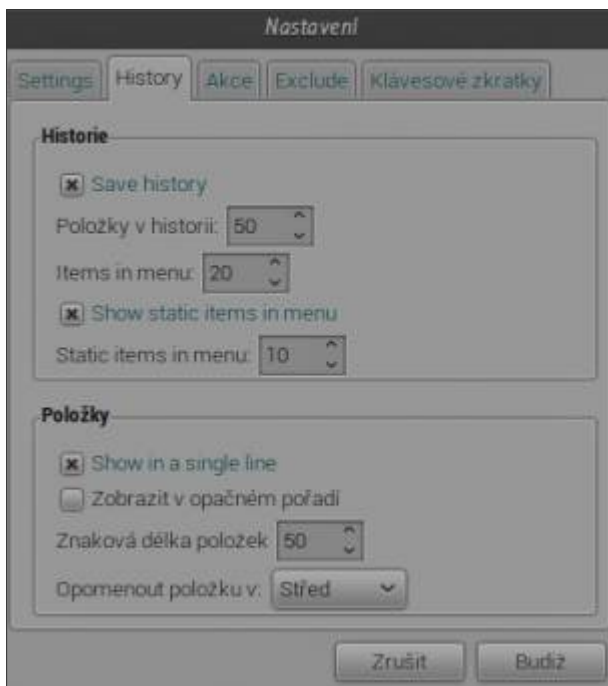 Nastavení
Settings History Akce Exclude Klávesové zkratky
Historie
Save history
Položky v historii: 50
Items in menu: 20
Show static items in menu
Static items in menu: 10
Položky
Show in a single line
Zobrazit v opačném pořadí
Znaková délka položek 50
Opomenout položku v: Střed
Zrušit Budiž